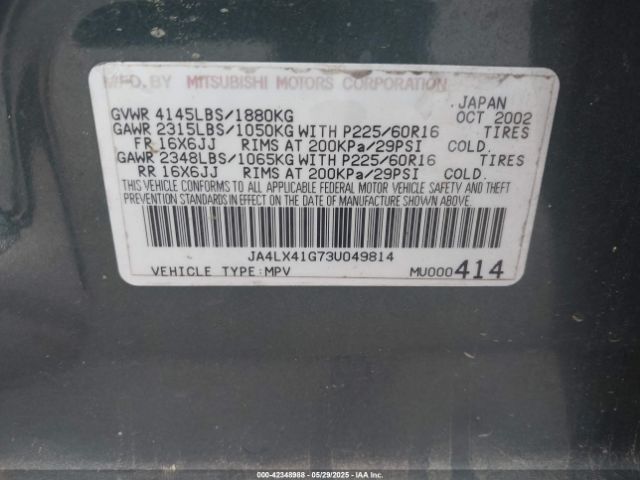 MFD. BY MITSUBISHI MOTORS CORPORATION
JAPAN
GVWR 4145LBS/1880KG OCT 2002
GAWR 2315LBS/1050KG WITH P225/60R16 TIRES
FR 16X6JJ RIMS AT 200KPa/29PSI COLD.
GAWR 2348LBS/1065KG WITH P225/60R16 TIRES
RR 16X6JJ RIMS AT 200KPa/29PSI COLD.
THIS VEHICLE CONFORMS TO ALL APPLICABLE FEDERAL MOTOR VEHICLE SAFETY AND THEFT
PREVENTION STANDARDS IN EFFECT ON THE DATE OF MANUFACTURE SHOWN ABOVE.
JA4LX41G73U049814
VEHICLE TYPE:MPV MU000414
000-42348988 - 05/29/2025 - IAA Inc.